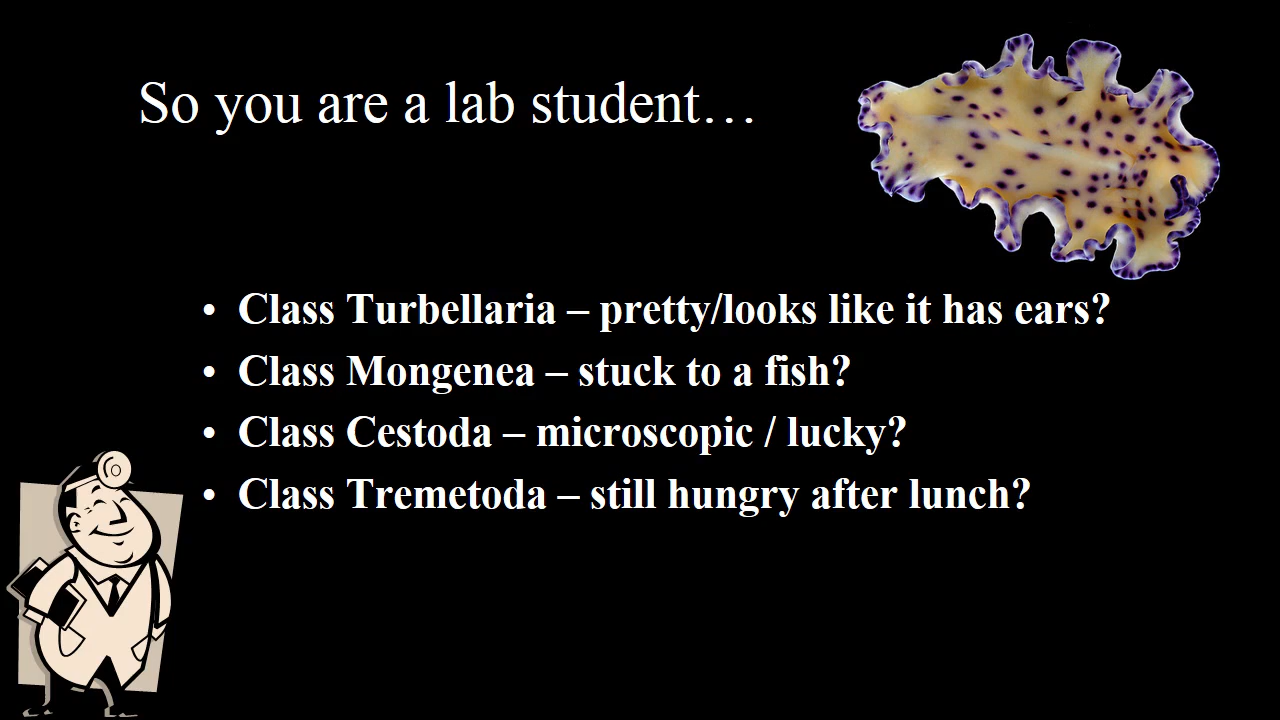 So you are a lab student…
• Class Turbellaria – pretty/looks like it has ears?
• Class Mongenea – stuck to a fish?
• Class Cestoda – microscopic / lucky?
• Class Tremetoda – still hungry after lunch?